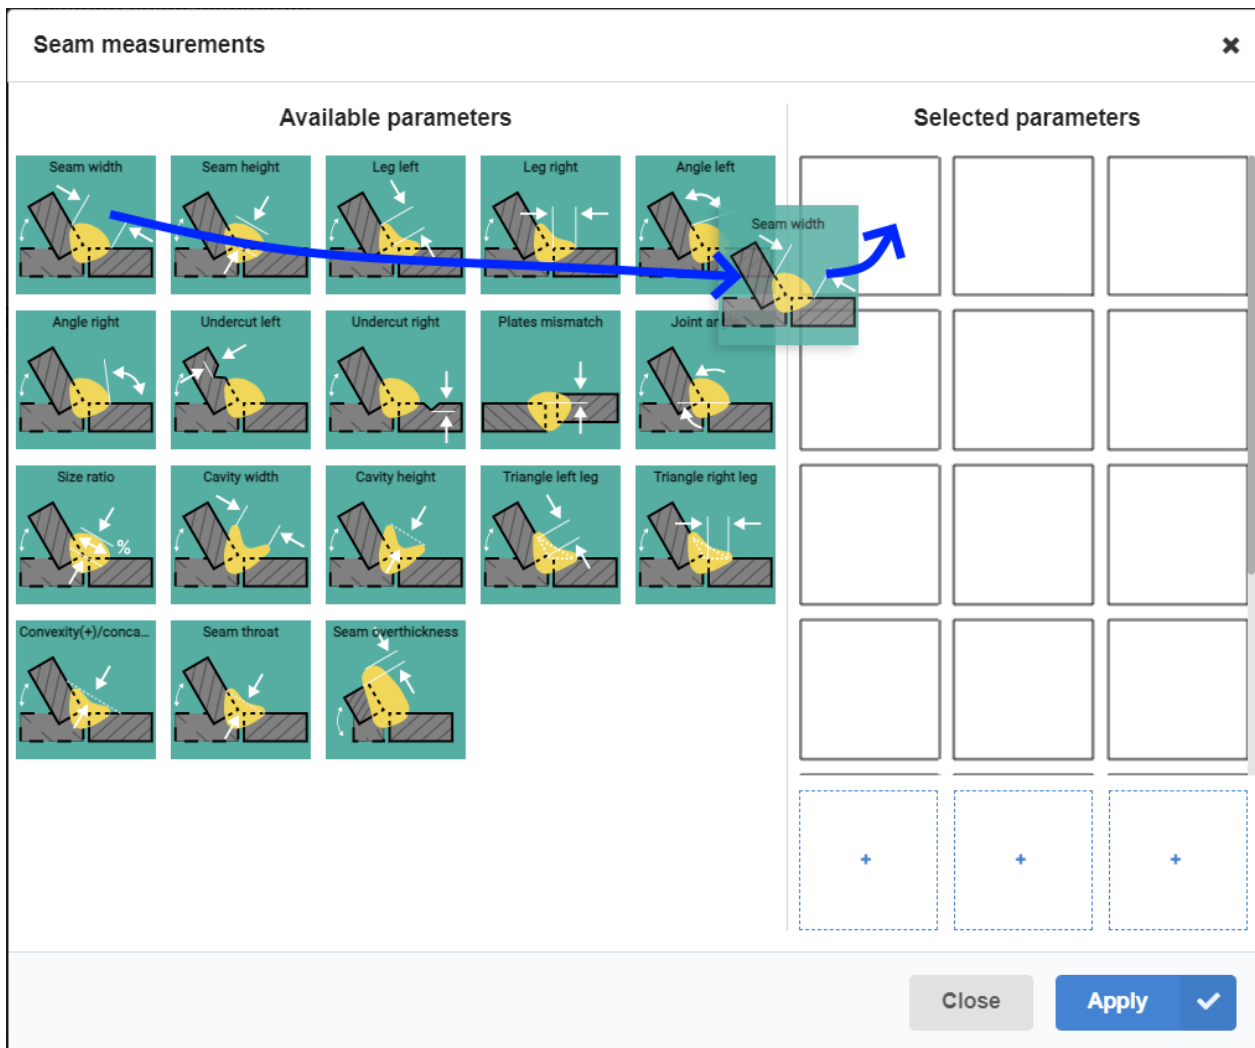 Seam measurements
Available parameters
Selected parameters
Seam width
Seam height
Leg left
Leg right
Angle left
Seam width
Angle right
Undercut left
Undercut right
Plates mismatch
Joint an
Size ratio
%
Cavity width
Cavity height
Triangle left leg
Triangle right leg
Convexity(+)/conca...
Seam throat
Seam overthickness
+
+
+
Close
Apply